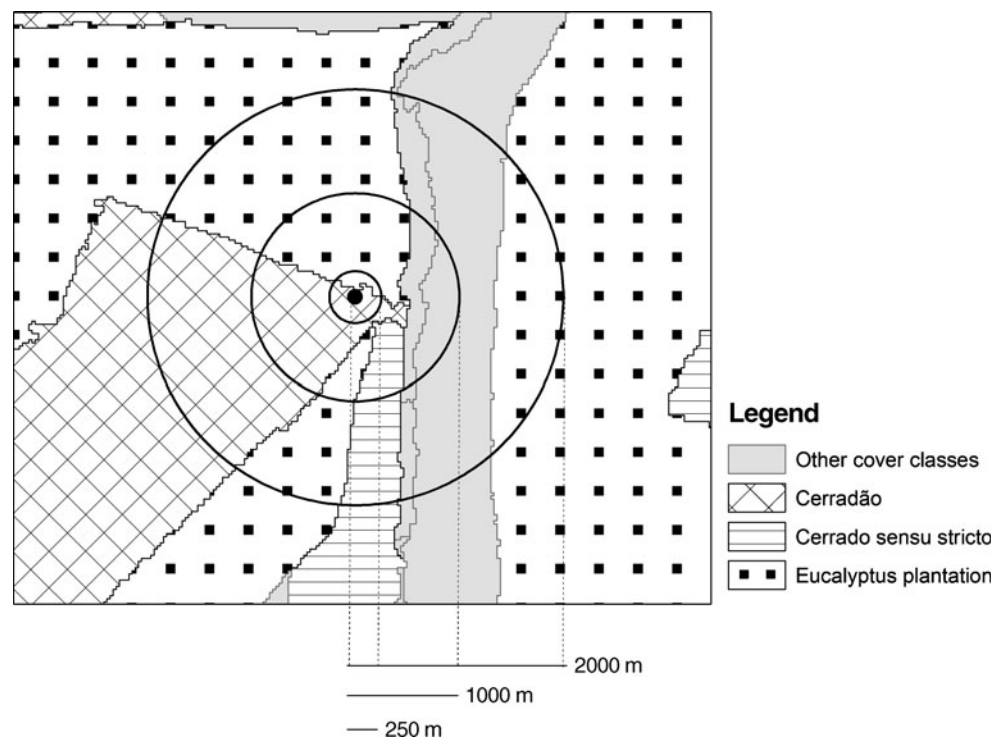 Legend
Other cover classes
Cerradão
Cerrado sensu stricto
Eucalyptus plantation
2000 m
1000 m
250 m